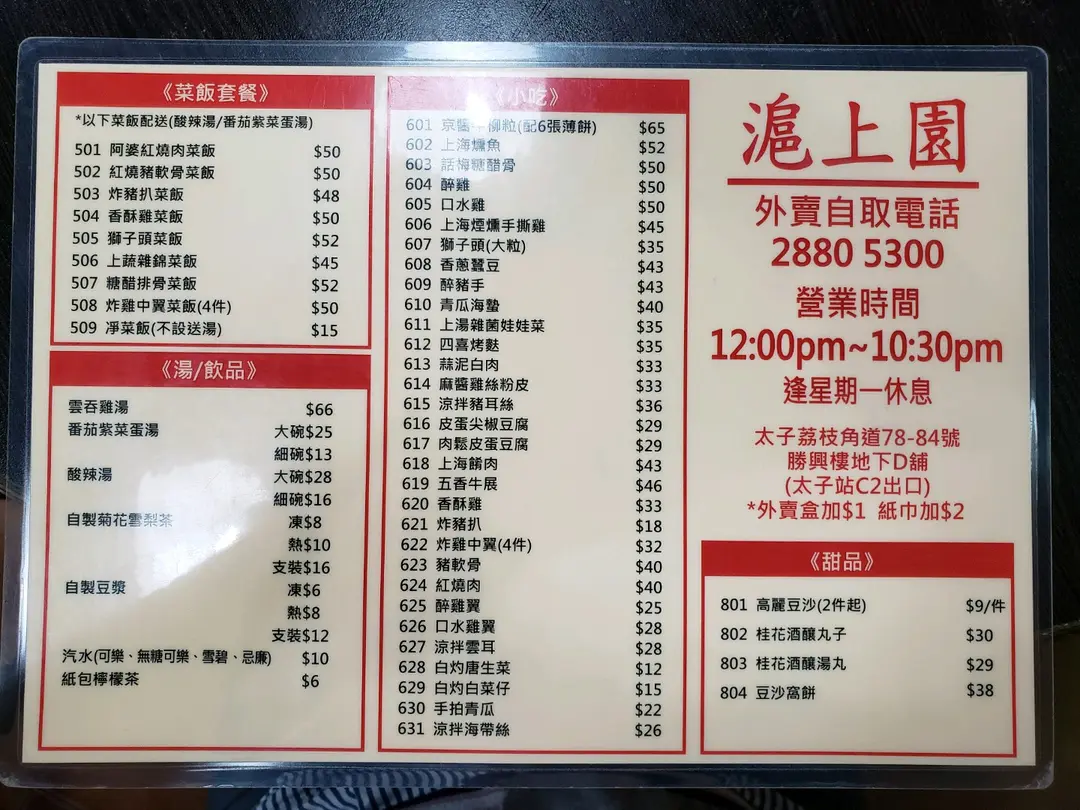 《菜飯套餐》
*以下菜飯配送(酸辣湯/番茄紫菜蛋湯)
501 阿婆紅燒肉菜飯 $50
502 紅燒豬軟骨菜飯 $50
503 炸豬扒菜飯 $48
504 香酥雞菜飯 $50
505 獅子頭菜飯 $52
506 上蔬雜錦菜飯 $45
507 糖醋排骨菜飯 $52
508 炸雞中翼菜飯(4件) $50
509 凈菜飯(不設送湯) $15
《湯/飲品》
雲吞雞湯 $66
番茄紫菜蛋湯 大碗$25
細碗$13
酸辣湯 大碗$28
細碗$16
自製菊花雪梨茶 凍$8
熱$10
支裝$16
自製豆漿 凍$6
熱$8
支裝$12
汽水(可樂、無糖可樂、雪碧、忌廉) $10
紙包檸檬茶 $6
《小吃》
601 京醬牛柳粒(配6張薄餅) $65
602 上海燻魚 $52
603 話梅糖醋骨 $50
604 醉雞 $50
605 口水雞 $50
606 上海煙燻手撕雞 $45
607 獅子頭(大粒) $35
608 香蔥蠶豆 $43
609 醉豬手 $43
610 青瓜海蟄 $40
611 上湯雜菌娃娃菜 $35
612 四喜烤麩 $35
613 蒜泥白肉 $33
614 麻醬雞絲粉皮 $33
615 涼拌豬耳絲 $36
616 皮蛋尖椒豆腐 $29
617 肉鬆皮蛋豆腐 $29
618 上海餚肉 $43
619 五香牛展 $46
620 香酥雞 $33
621 炸豬扒 $18
622 炸雞中翼(4件) $32
623 豬軟骨 $40
624 紅燒肉 $40
625 醉雞翼 $25
626 口水雞翼 $28
627 涼拌雲耳 $28
628 白灼唐生菜 $12
629 白灼白菜仔 $15
630 手拍青瓜 $22
631 涼拌海帶絲 $26
滬上園
外賣自取電話
2880 5300
營業時間
12:00pm~10:30pm
逢星期一休息
太子荔枝角道78-84號
勝興樓地下D舖
(太子站C2出口)
*外賣盒加$1 紙巾加$2
《甜品》
801 高麗豆沙(2件起) $9/件
802 桂花酒釀丸子 $30
803 桂花酒釀湯丸 $29
804 豆沙窩餅 $38